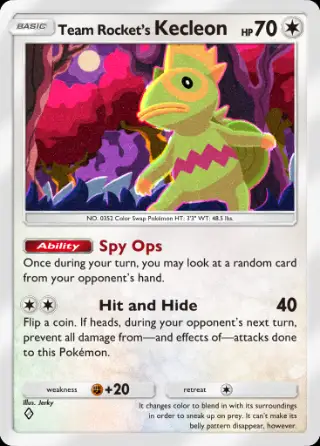 BASIC Team Rocket's Kecleon HP 70
NO. 0352 Color Swap Pokémon HT: 3'3" WT: 48.5 lbs.
Ability Spy Ops
Once during your turn, you may look at a random card
from your opponent's hand.
Hit and Hide 40
Flip a coin. If heads, during your opponent's next turn,
prevent all damage from—and effects of—attacks done
to this Pokémon.
weakness +20 retreat
Illus. Jerky
It changes color to blend in with its surroundings
in order to sneak up on prey. It can't make its
belly pattern disappear, however.